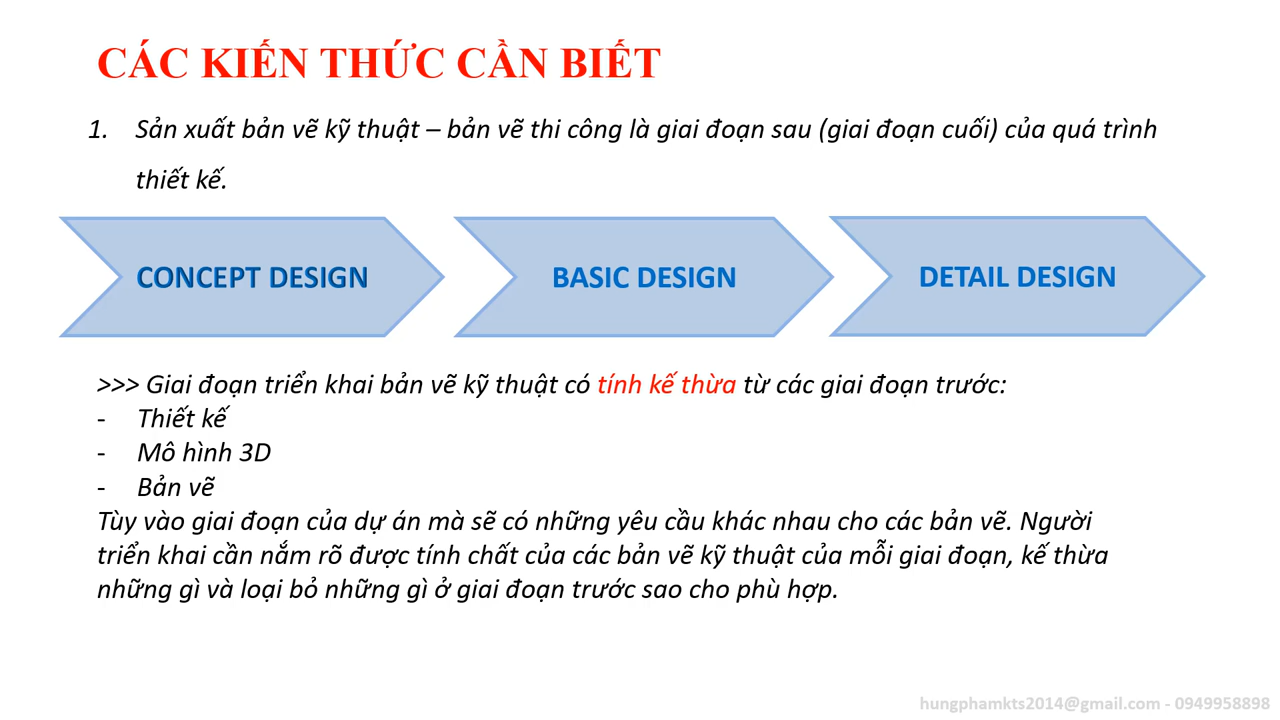 CÁC KIẾN THỨC CẦN BIẾT
1. Sản xuất bản vẽ kỹ thuật – bản vẽ thi công là giai đoạn sau (giai đoạn cuối) của quá trình
thiết kế.
CONCEPT DESIGN
BASIC DESIGN
DETAIL DESIGN
>>> Giai đoạn triển khai bản vẽ kỹ thuật có tính kế thừa từ các giai đoạn trước:
- Thiết kế
- Mô hình 3D
- Bản vẽ
Tùy vào giai đoạn của dự án mà sẽ có những yêu cầu khác nhau cho các bản vẽ. Người
triển khai cần nắm rõ được tính chất của các bản vẽ kỹ thuật của mỗi giai đoạn, kế thừa
những gì và loại bỏ những gì ở giai đoạn trước sao cho phù hợp.
hungphamkts2014@gmail.com - 0949958898